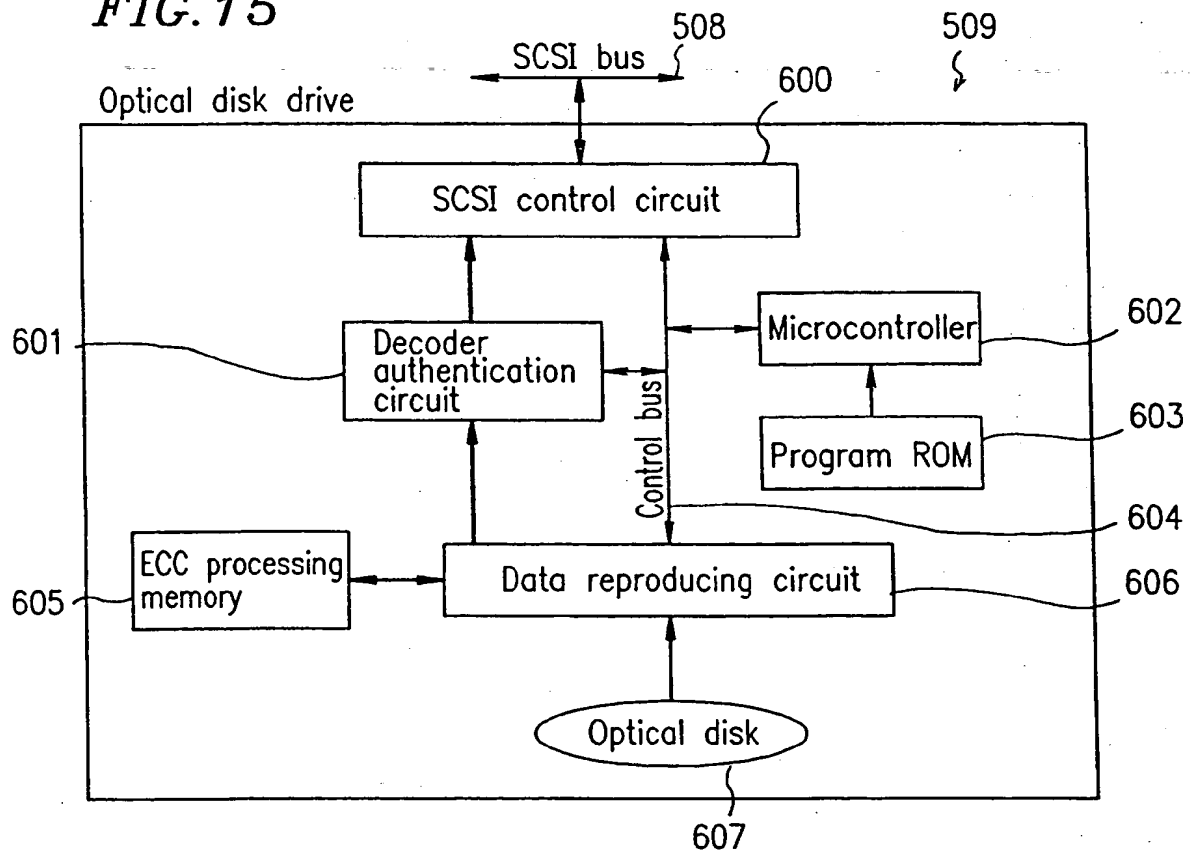 FIG. 15
SCSI bus
508
509
Optical disk drive
600
SCSI control circuit
601
Decoder
authentication
circuit
Microcontroller
602
Control bus
Program ROM
603
604
ECC processing
memory
605
Data reproducing circuit
606
Optical disk
607